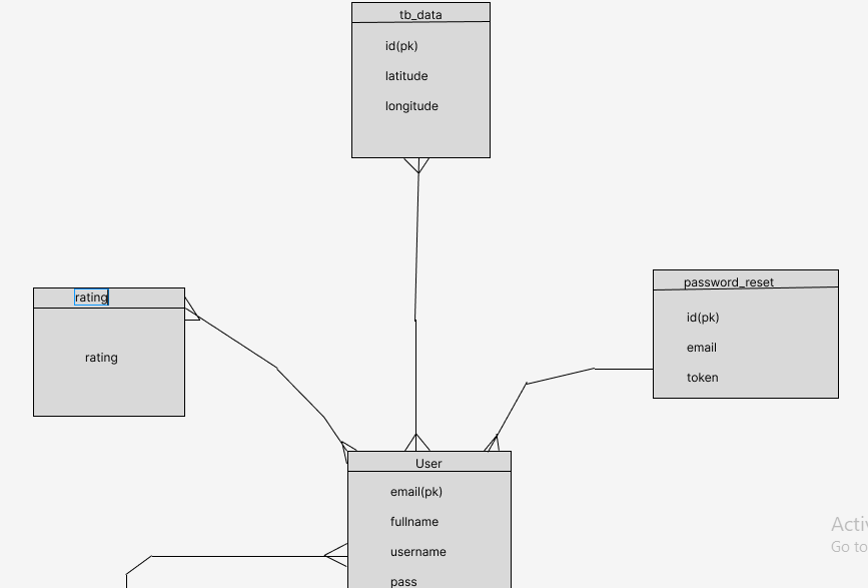 tb_data
id(pk)
latitude
longitude
rating
rating
password_reset
id(pk)
email
token
User
email(pk)
fullname
username
pass
Go to